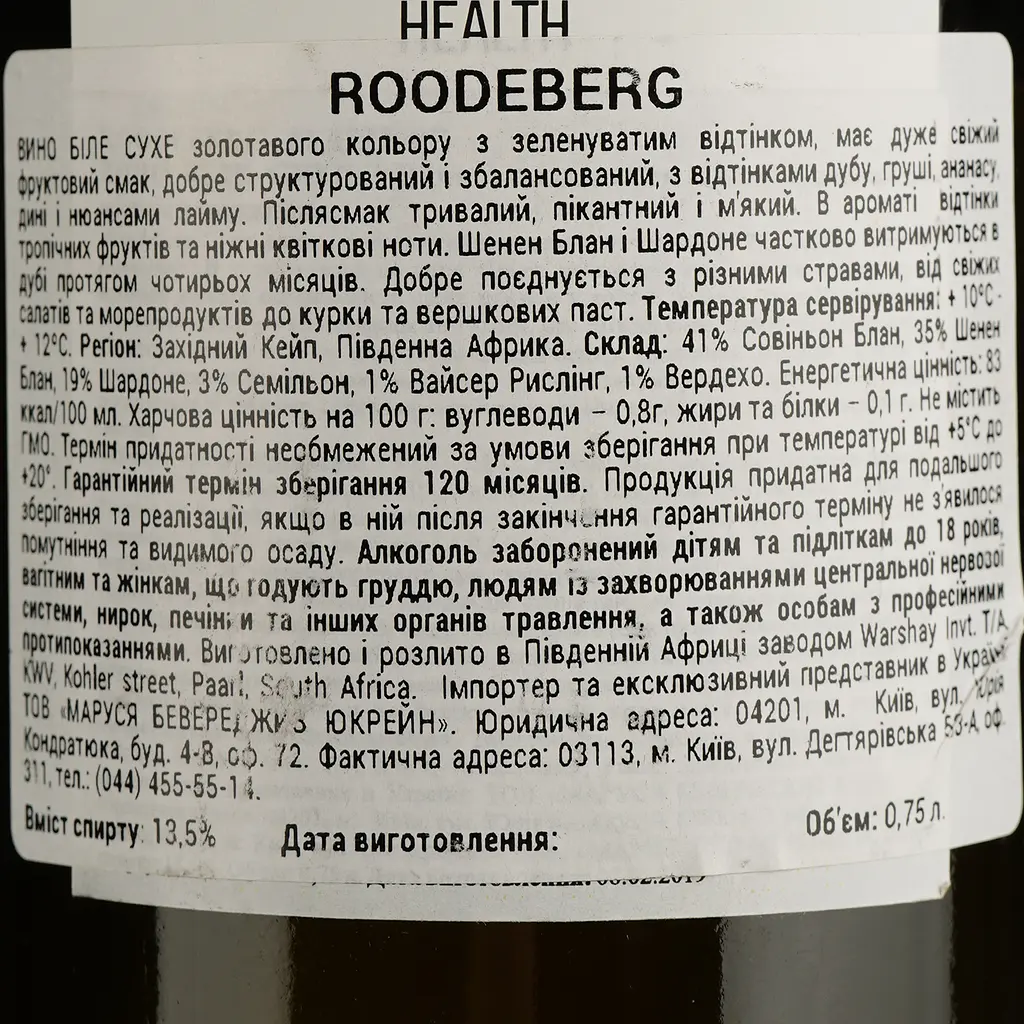 HEALTH
ROODEBERG
ВИНО БІЛЕ СУХЕ золотавого кольору з зеленуватим відтінком, має дуже свіжий
фруктовий смак, добре структурований і збалансований, з відтінками дубу, груші, ананасу,
дині і нюансами лайму. Післясмак тривалий, пікантний і м'який. В ароматі відтінки
тропічних фруктів та ніжні квіткові ноти. Шенен Блан і Шардоне частково витримуються в
дубі протягом чотирьох місяців. Добре поєднується з різними стравами, від свіжих
салатів та морепродуктів до курки та вершкових паст. Температура сервірування: + 10°С -
+ 12°С. Регіон: Західний Кейп, Південна Африка. Склад: 41% Совіньон Блан, 35% Шенен
Блан, 19% Шардоне, 3% Семільон, 1% Вайсер Рислінг, 1% Вердехо. Енергетична цінність: 83
ккал/100 мл. Харчова цінність на 100 г: вуглеводи – 0,8г, жири та білки – 0,1 г. Не містить
ГМО. Термін придатності необмежений за умови зберігання при температурі від +5°С до
+20°. Гарантійний термін зберігання 120 місяців. Продукція придатна для подальшого
зберігання та реалізації, якщо в ній після закінчення гарантійного терміну не з'явилося
помутніння та видимого осаду. Алкоголь заборонений дітям та підліткам до 18 років,
вагітним та жінкам, що годують груддю, людям із захворюваннями центральної нервової
системи, нирок, печінки та інших органів травлення, а також особам з професійними
протипоказаннями. Виготовлено і розлито в Південній Африці заводом Warshay Invt. T/A
KWV, Kohler street, Paarl, South Africa. Імпортер та ексклюзивний представник в Україні
ТОВ «МАРУСЯ БЕВЕРЕДЖИЗ ЮКРЕЙН». Юридична адреса: 04201, м. Київ, вул. Юрія
Кондратюка, буд. 4-В, оф. 72. Фактична адреса: 03113, м. Київ, вул. Дегтярівська 53-А, оф.
311, тел.: (044) 455-55-14.
Вміст спирту: 13,5% Дата виготовлення: Об'єм: 0,75 л.
Дата виготовлення: 06.02.2019